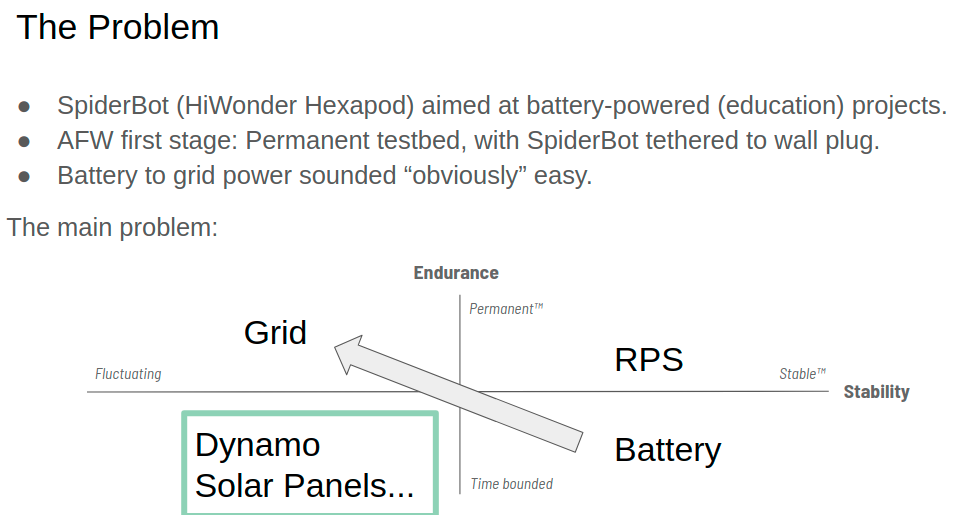 The Problem
● SpiderBot (HiWonder Hexapod) aimed at battery-powered (education) projects.
● AFW first stage: Permanent testbed, with SpiderBot tethered to wall plug.
● Battery to grid power sounded “obviously” easy.
The main problem:
Endurance
Permanent™
Grid
RPS
Fluctuating
Stable™
Stability
Dynamo
Solar Panels...
Battery
Time bounded